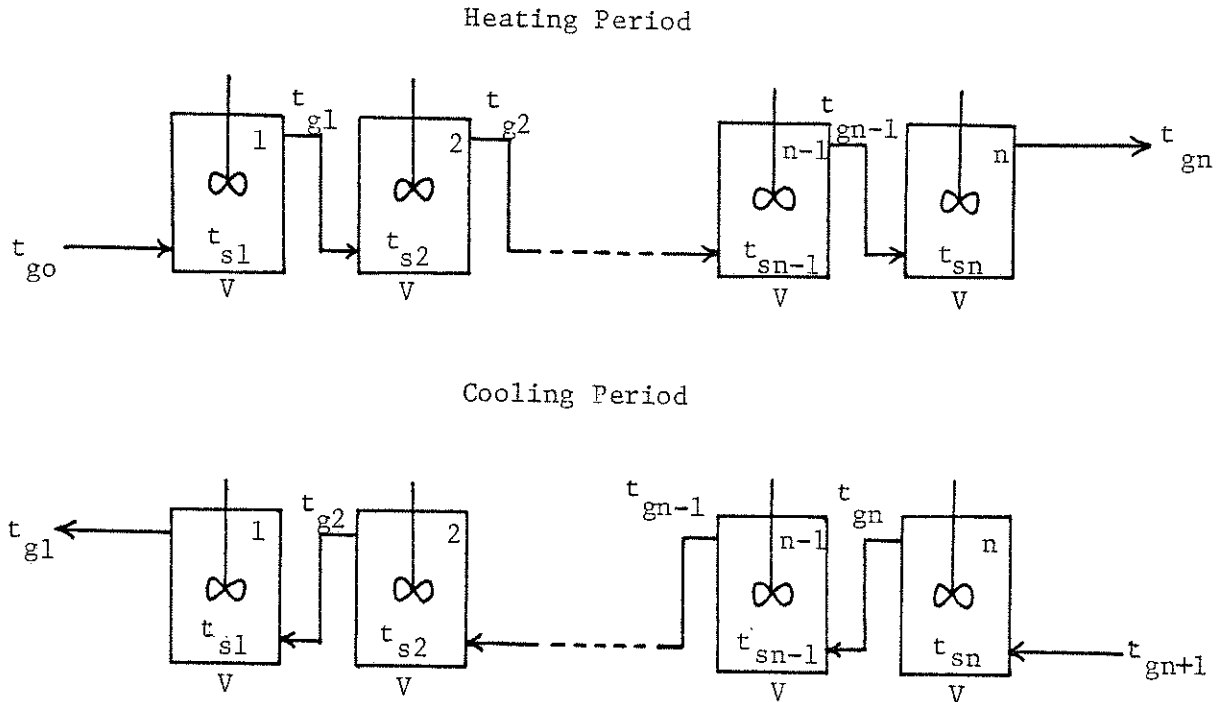 Heating Period
t g1 t g2 t gn-1 t gn
1 2 n-1 n
t go t s1 t s2 t sn-1 t sn
V V V V
Cooling Period
t g1 t g2 t gn-1 t gn
1 2 n-1 n
t s1 t s2 t sn-1 t sn t gn+1
V V V V